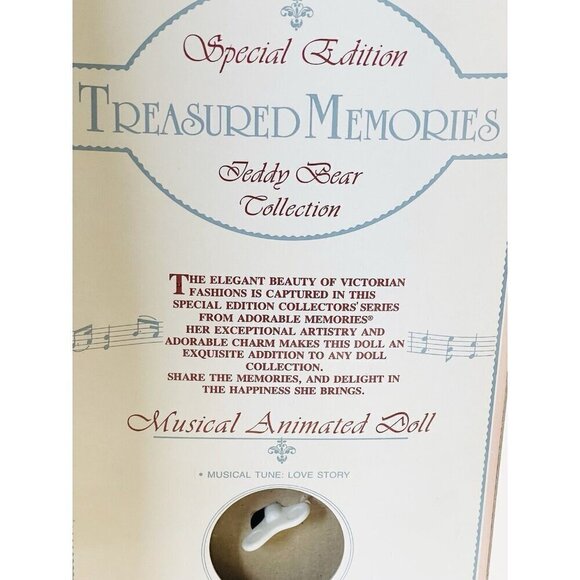 Special Edition
TREASURED MEMORIES
Teddy Bear
Collection
THE ELEGANT BEAUTY OF VICTORIAN
FASHIONS IS CAPTURED IN THIS
SPECIAL EDITION COLLECTORS' SERIES
FROM ADORABLE MEMORIES®
HER EXCEPTIONAL ARTISTRY AND
ADORABLE CHARM MAKES THIS DOLL AN
EXQUISITE ADDITION TO ANY DOLL
COLLECTION.
SHARE THE MEMORIES, AND DELIGHT IN
THE HAPPINESS SHE BRINGS.
Musical Animated Doll
• MUSICAL TUNE: LOVE STORY